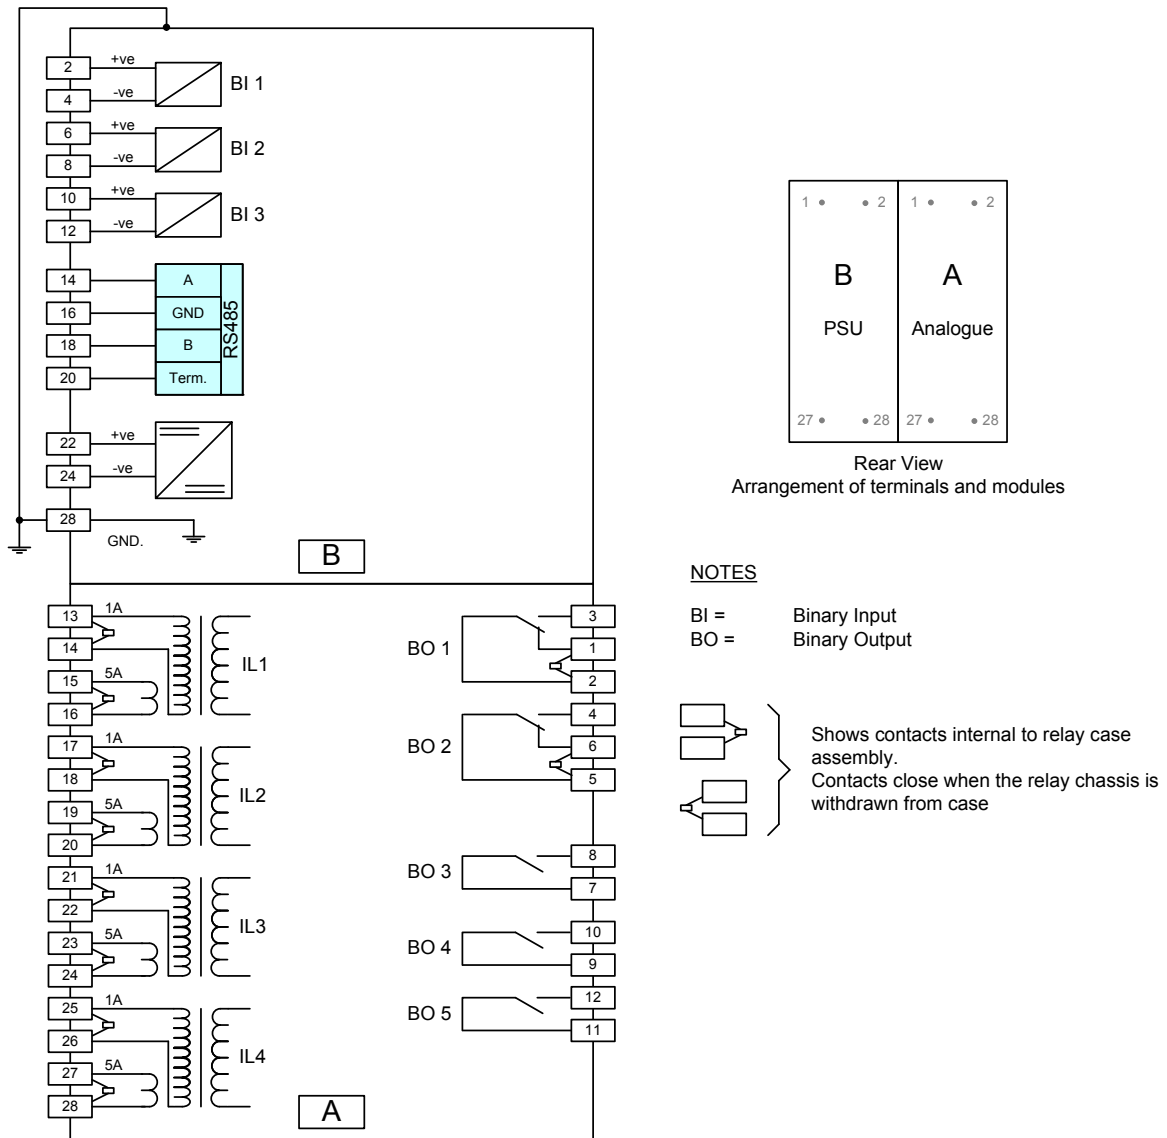 2 +ve
BI 1
4 -ve
6 +ve
BI 2
8 -ve
10 +ve
BI 3
12 -ve
14 A
16 GND
18 B
20 Term.
RS485
22 +ve
24 -ve
28
GND.
B
13 1A
14
IL1
15 5A
16
17 1A
18
IL2
19 5A
20
21 1A
22
IL3
23 5A
24
25 1A
26
IL4
27 5A
28
A
BO 1
3
1
2
BO 2
4
6
5
BO 3
8
7
BO 4
10
9
BO 5
12
11
1 2 1 2
B A
PSU Analogue
27 28 27 28
Rear View
Arrangement of terminals and modules
NOTES
BI = Binary Input
BO = Binary Output
Shows contacts internal to relay case
assembly.
Contacts close when the relay chassis is
withdrawn from case